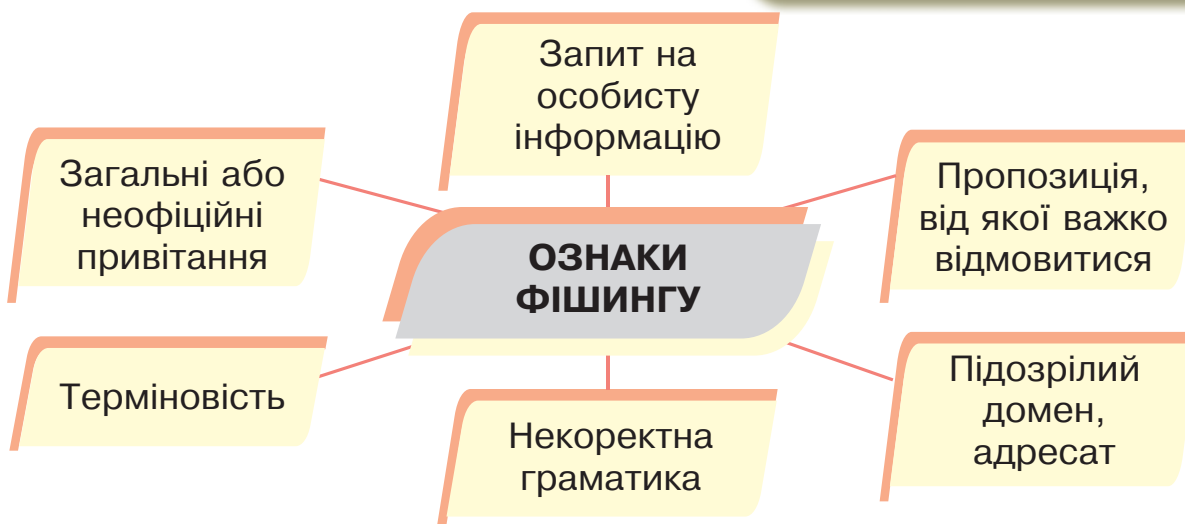 Запит на
особисту
інформацію
Загальні або
неофіційні
привітання
Пропозиція,
від якої важко
відмовитися
ОЗНАКИ
ФІШИНГУ
Терміновість
Некоректна
граматика
Підозрілий
домен,
адресат